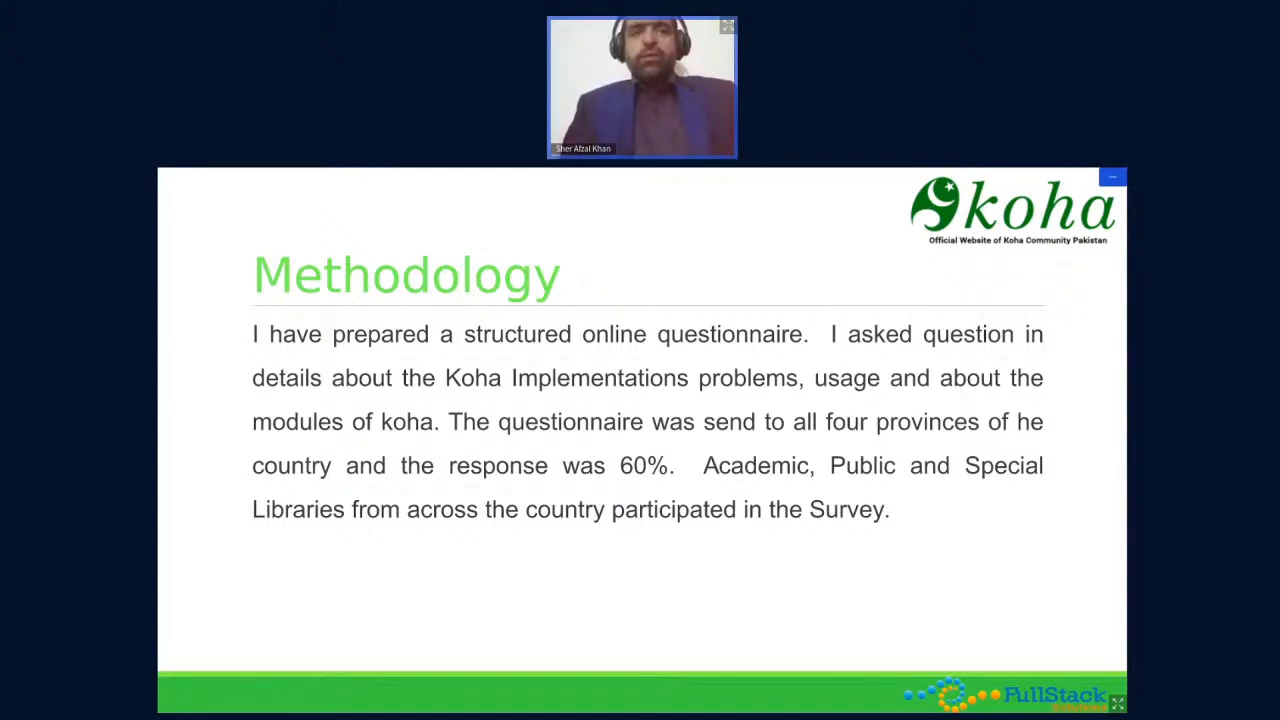 Sher Afzal Khan
koha
Official Website of Koha Community Pakistan
Methodology
I have prepared a structured online questionnaire. I asked question in
details about the Koha Implementations problems, usage and about the
modules of koha. The questionnaire was send to all four provinces of he
country and the response was 60%. Academic, Public and Special
Libraries from across the country participated in the Survey.
FullStack
Solutions